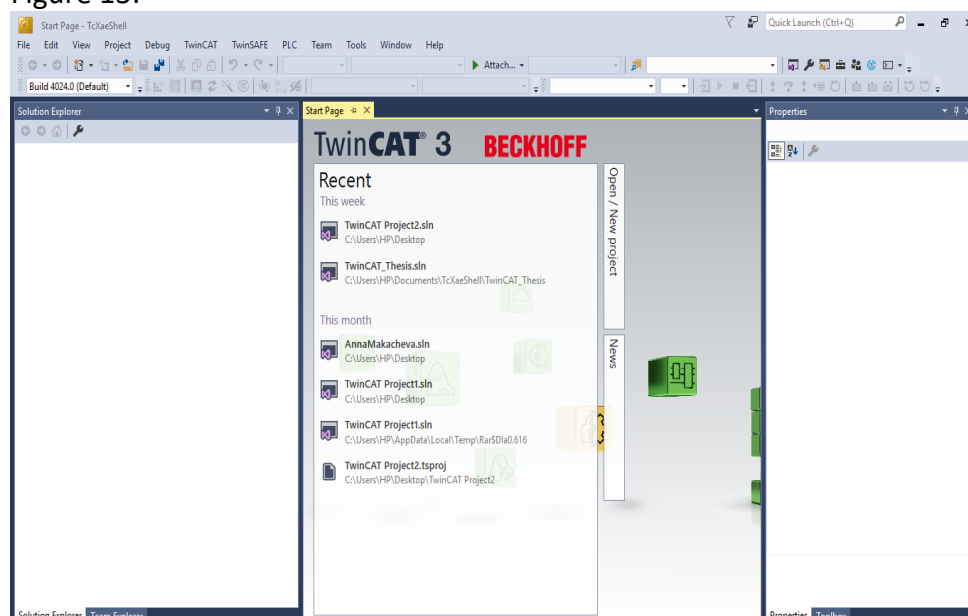 Figure 13.
Start Page - TcXaeShell
Quick Launch (Ctrl+Q)
File Edit View Project Debug TwinCAT TwinSAFE PLC Team Tools Window Help
Attach...
Build 4024.0 (Default)
Solution Explorer
Start Page
Properties
TwinCAT® 3 BECKHOFF
Recent
This week
TwinCAT Project2.sln
C:\Users\HP\Desktop
TwinCAT_Thesis.sln
C:\Users\HP\Documents\TcXaeShell\TwinCAT_Thesis
This month
AnnaMakacheva.sln
C:\Users\HP\Desktop
TwinCAT Project1.sln
C:\Users\HP\Desktop
TwinCAT Project1.sln
C:\Users\HP\AppData\Local\Temp\Rar$DIa0.616
TwinCAT Project2.tsproj
C:\Users\HP\Desktop\TwinCAT Project2
Open / New project
News
Solution Explorer Team Explorer
Properties Toolbox